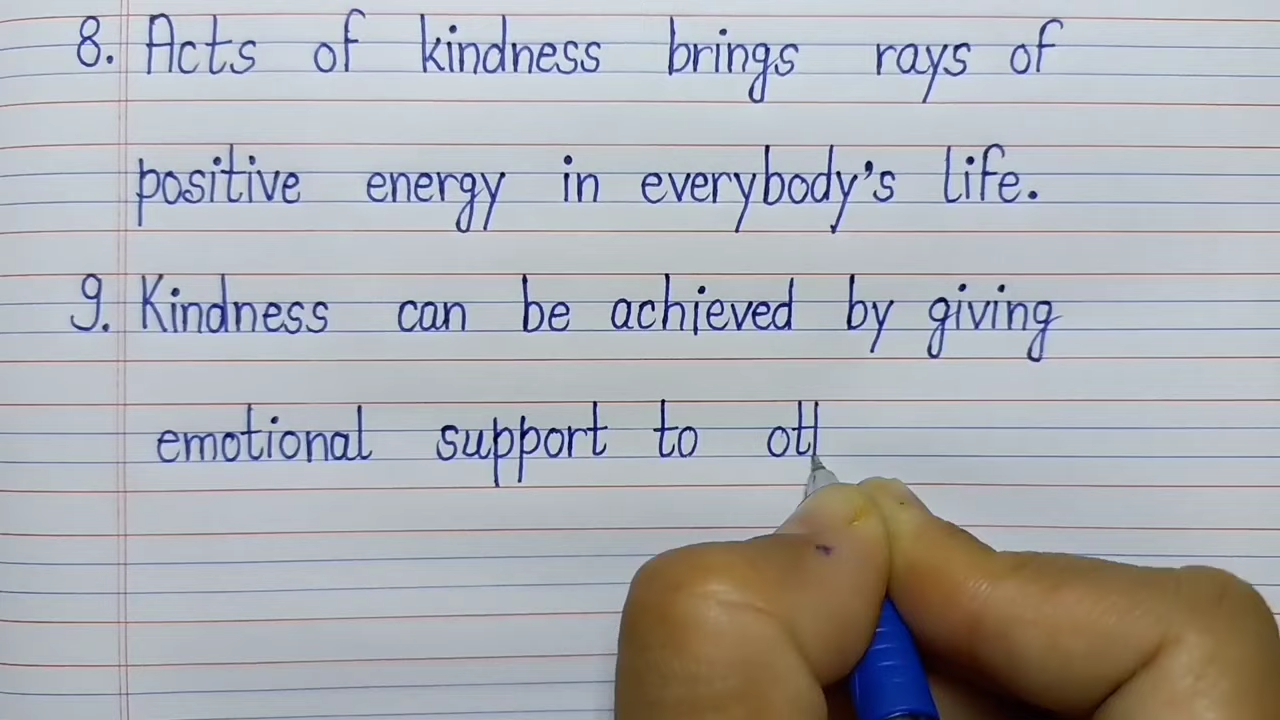 8. Acts of kindness brings rays of
positive energy in everybody's life.
9. Kindness can be achieved by giving
emotional support to